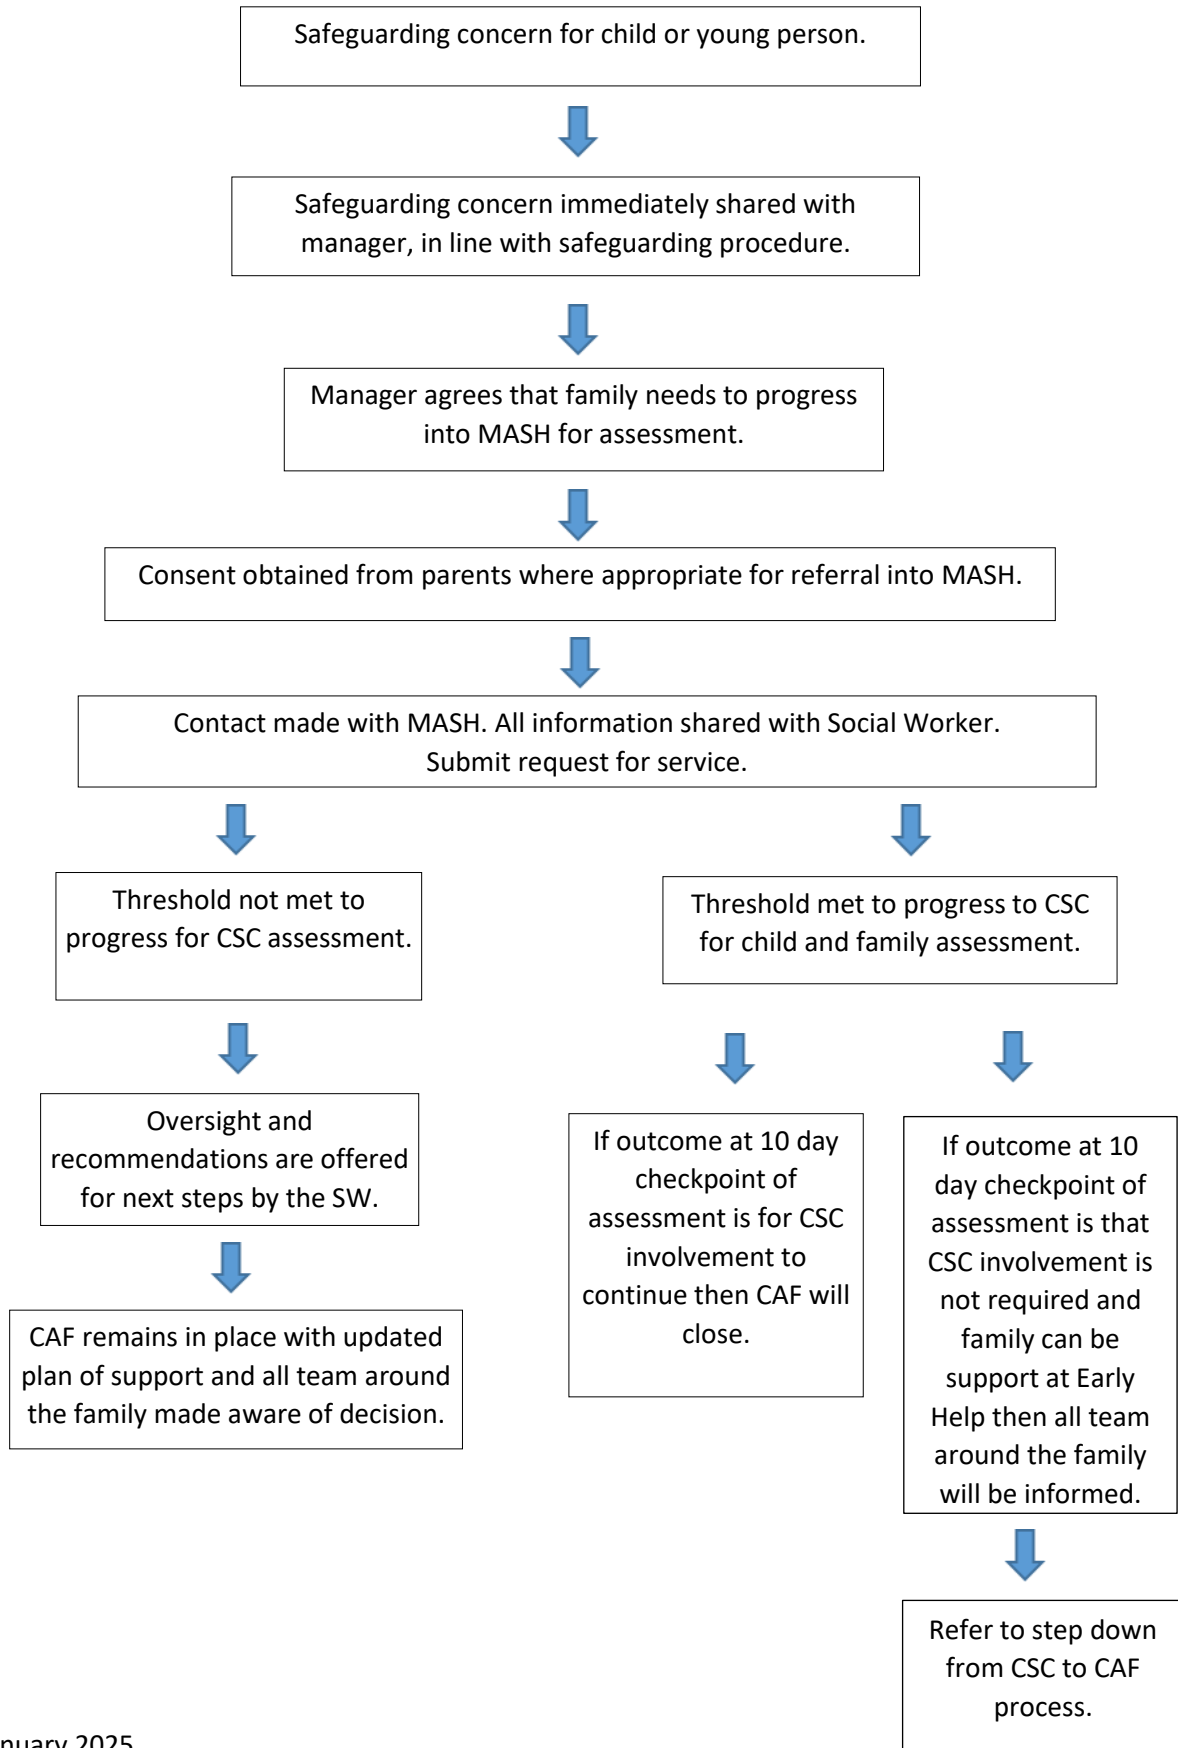 Safeguarding concern for child or young person.
Safeguarding concern immediately shared with
manager, in line with safeguarding procedure.
Manager agrees that family needs to progress
into MASH for assessment.
Consent obtained from parents where appropriate for referral into MASH.
Contact made with MASH. All information shared with Social Worker.
Submit request for service.
Threshold not met to
progress for CSC assessment.
Threshold met to progress to CSC
for child and family assessment.
Oversight and
recommendations are offered
for next steps by the SW.
If outcome at 10 day
checkpoint of
assessment is for CSC
involvement to
continue then CAF will
close.
If outcome at 10
day checkpoint of
assessment is that
CSC involvement is
not required and
family can be
support at Early
Help then all team
around the family
will be informed.
CAF remains in place with updated
plan of support and all team around
the family made aware of decision.
Refer to step down
from CSC to CAF
process.
nuary 2025